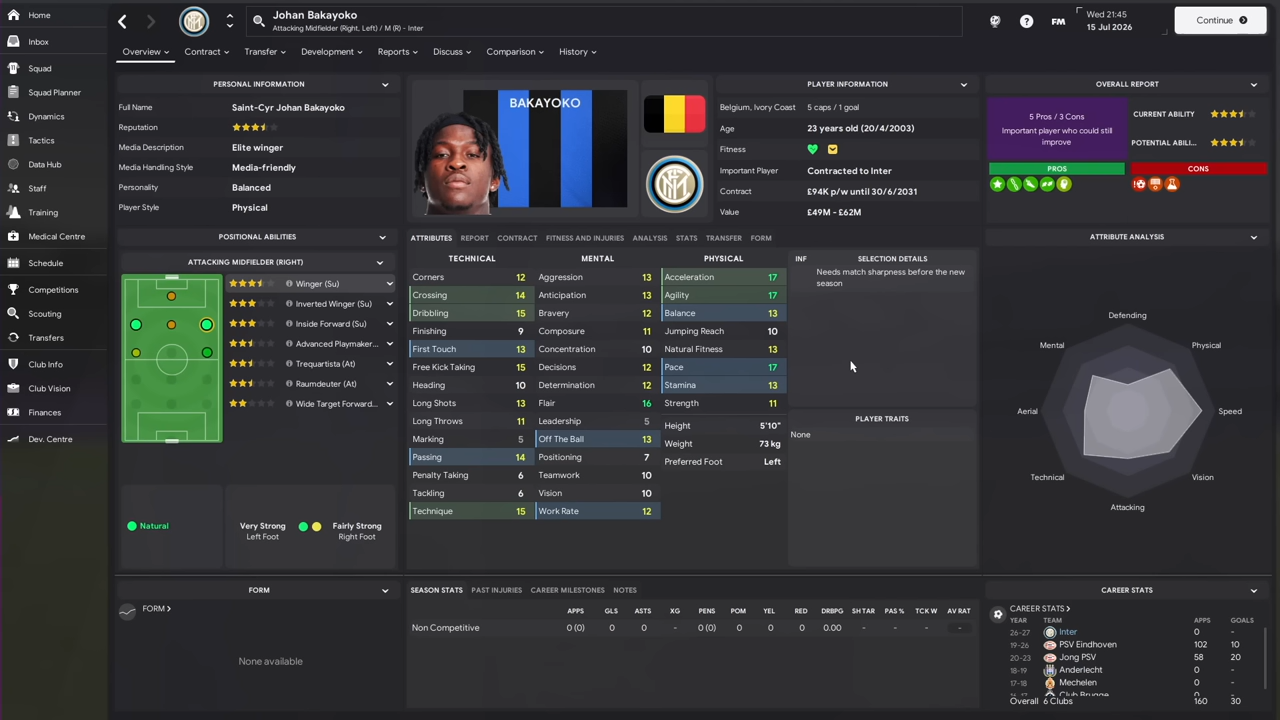 Home
Inbox
Squad
Squad Planner
Dynamics
Tactics
Data Hub
Staff
Training
Medical Centre
Schedule
Competitions
Scouting
Transfers
Club Info
Club Vision
Finances
Dev. Centre
Johan Bakayoko
Attacking Midfielder (Right, Left) / M (R) - Inter
FM
Wed 21:45
15 Jul 2026
Continue
Overview Contract Transfer Development Reports Discuss Comparison History
PERSONAL INFORMATION
Full Name Saint-Cyr Johan Bakayoko
Reputation
Media Description Elite winger
Media Handling Style Media-friendly
Personality Balanced
Player Style Physical
BAKAYOKO
PLAYER INFORMATION
Belgium, Ivory Coast 5 caps / 1 goal
Age 23 years old (20/4/2003)
Fitness
Important Player Contracted to Inter
Contract £94K p/w until 30/6/2031
Value £49M - £62M
OVERALL REPORT
5 Pros / 3 Cons
Important player who could still
improve
CURRENT ABILITY
POTENTIAL ABILI...
PROS CONS
POSITIONAL ABILITIES
ATTACKING MIDFIELDER (RIGHT)
Winger (Su)
Inverted Winger (Su)
Inside Forward (Su)
Advanced Playmaker...
Trequartista (At)
Raumdeuter (At)
Wide Target Forward...
Natural
Very Strong
Left Foot
Fairly Strong
Right Foot
ATTRIBUTES REPORT CONTRACT FITNESS AND INJURIES ANALYSIS STATS TRANSFER FORM
TECHNICAL MENTAL PHYSICAL
Corners 12 Aggression 13 Acceleration 17
Crossing 14 Anticipation 13 Agility 17
Dribbling 15 Bravery 12 Balance 13
Finishing 9 Composure 11 Jumping Reach 10
First Touch 13 Concentration 10 Natural Fitness 13
Free Kick Taking 15 Decisions 12 Pace 17
Heading 10 Determination 12 Stamina 13
Long Shots 13 Flair 16 Strength 11
Long Throws 11 Leadership 5 Height 5'10"
Marking 5 Off The Ball 13 Weight 73 kg
Passing 14 Positioning 7 Preferred Foot Left
Penalty Taking 6 Teamwork 10
Tackling 6 Vision 10
Technique 15 Work Rate 12
INF SELECTION DETAILS
Needs match sharpness before the new
season
PLAYER TRAITS
None
ATTRIBUTE ANALYSIS
Defending
Mental Physical
Aerial Speed
Technical Vision
Attacking
FORM
FORM
None available
SEASON STATS PAST INJURIES CAREER MILESTONES NOTES
APPS GLS ASTS XG PENS POM YEL RED DRBPG SH TAR PAS % TCK W AV RAT
Non Competitive 0 (0) 0 0 - 0 (0) 0 0 0 0.00 - - - -
CAREER STATS
CAREER STATS
YEAR TEAM APPS GOALS
26-27 Inter 0 -
19-26 PSV Eindhoven 102 10
20-23 Jong PSV 58 20
18-19 Anderlecht 0 -
17-18 Mechelen 0 -
16-17 Club Brugge
Overall 6 Clubs 160 30